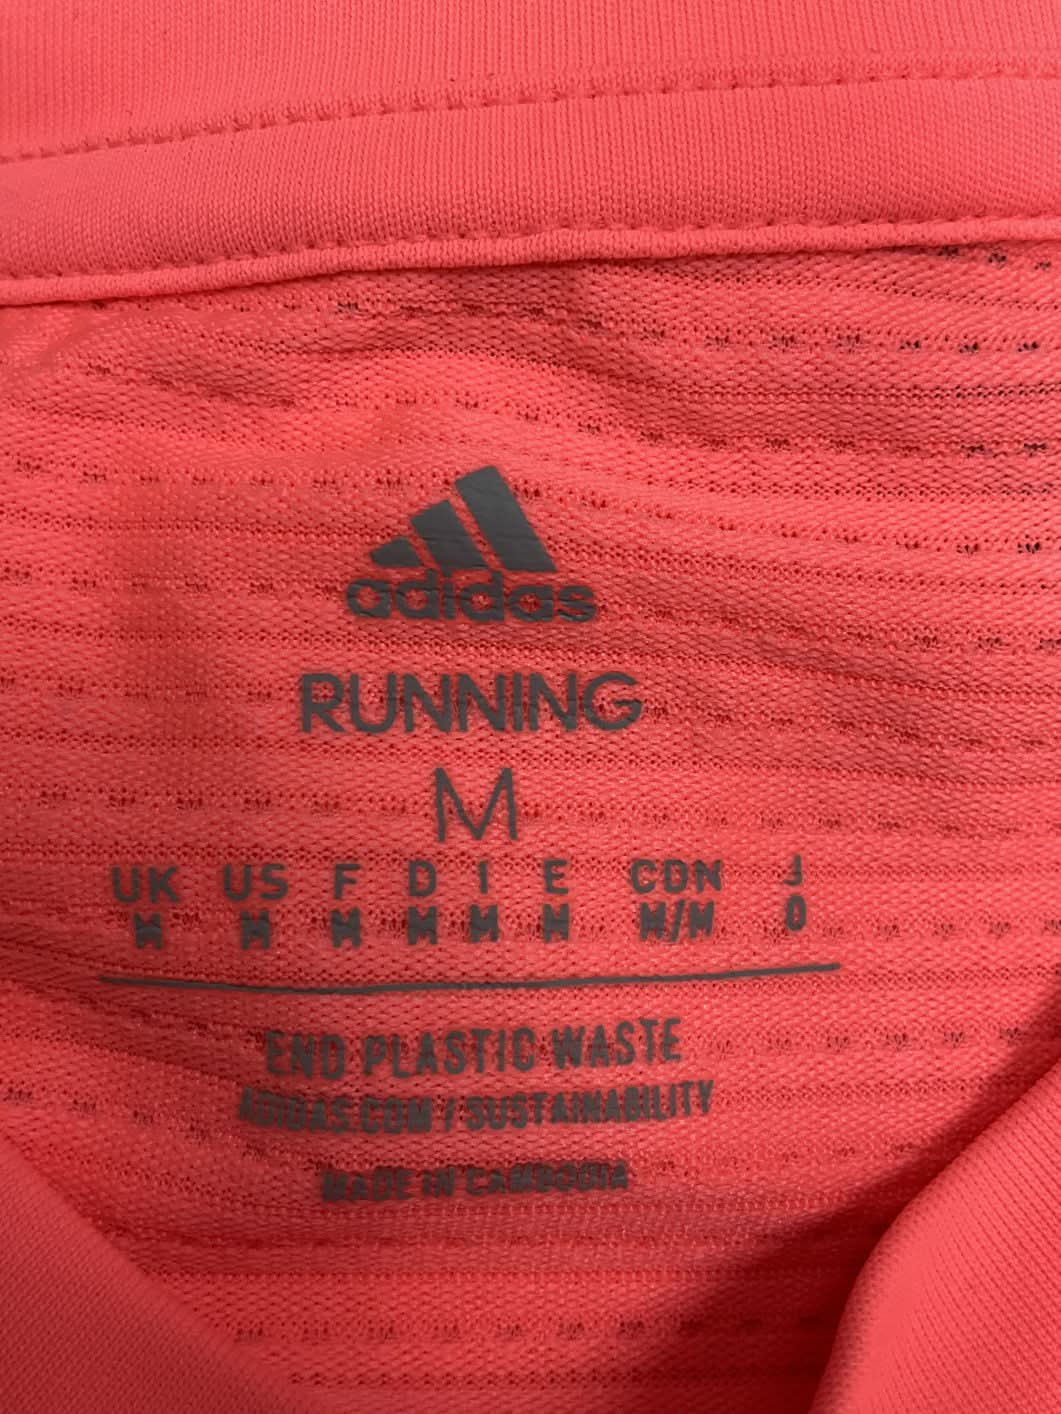 adidas
RUNNING
M
UK US F D I E CDN J
M M M M M M M/M O
END PLASTIC WASTE
ADIDAS.COM / SUSTAINABILITY
MADE IN CAMBODIA